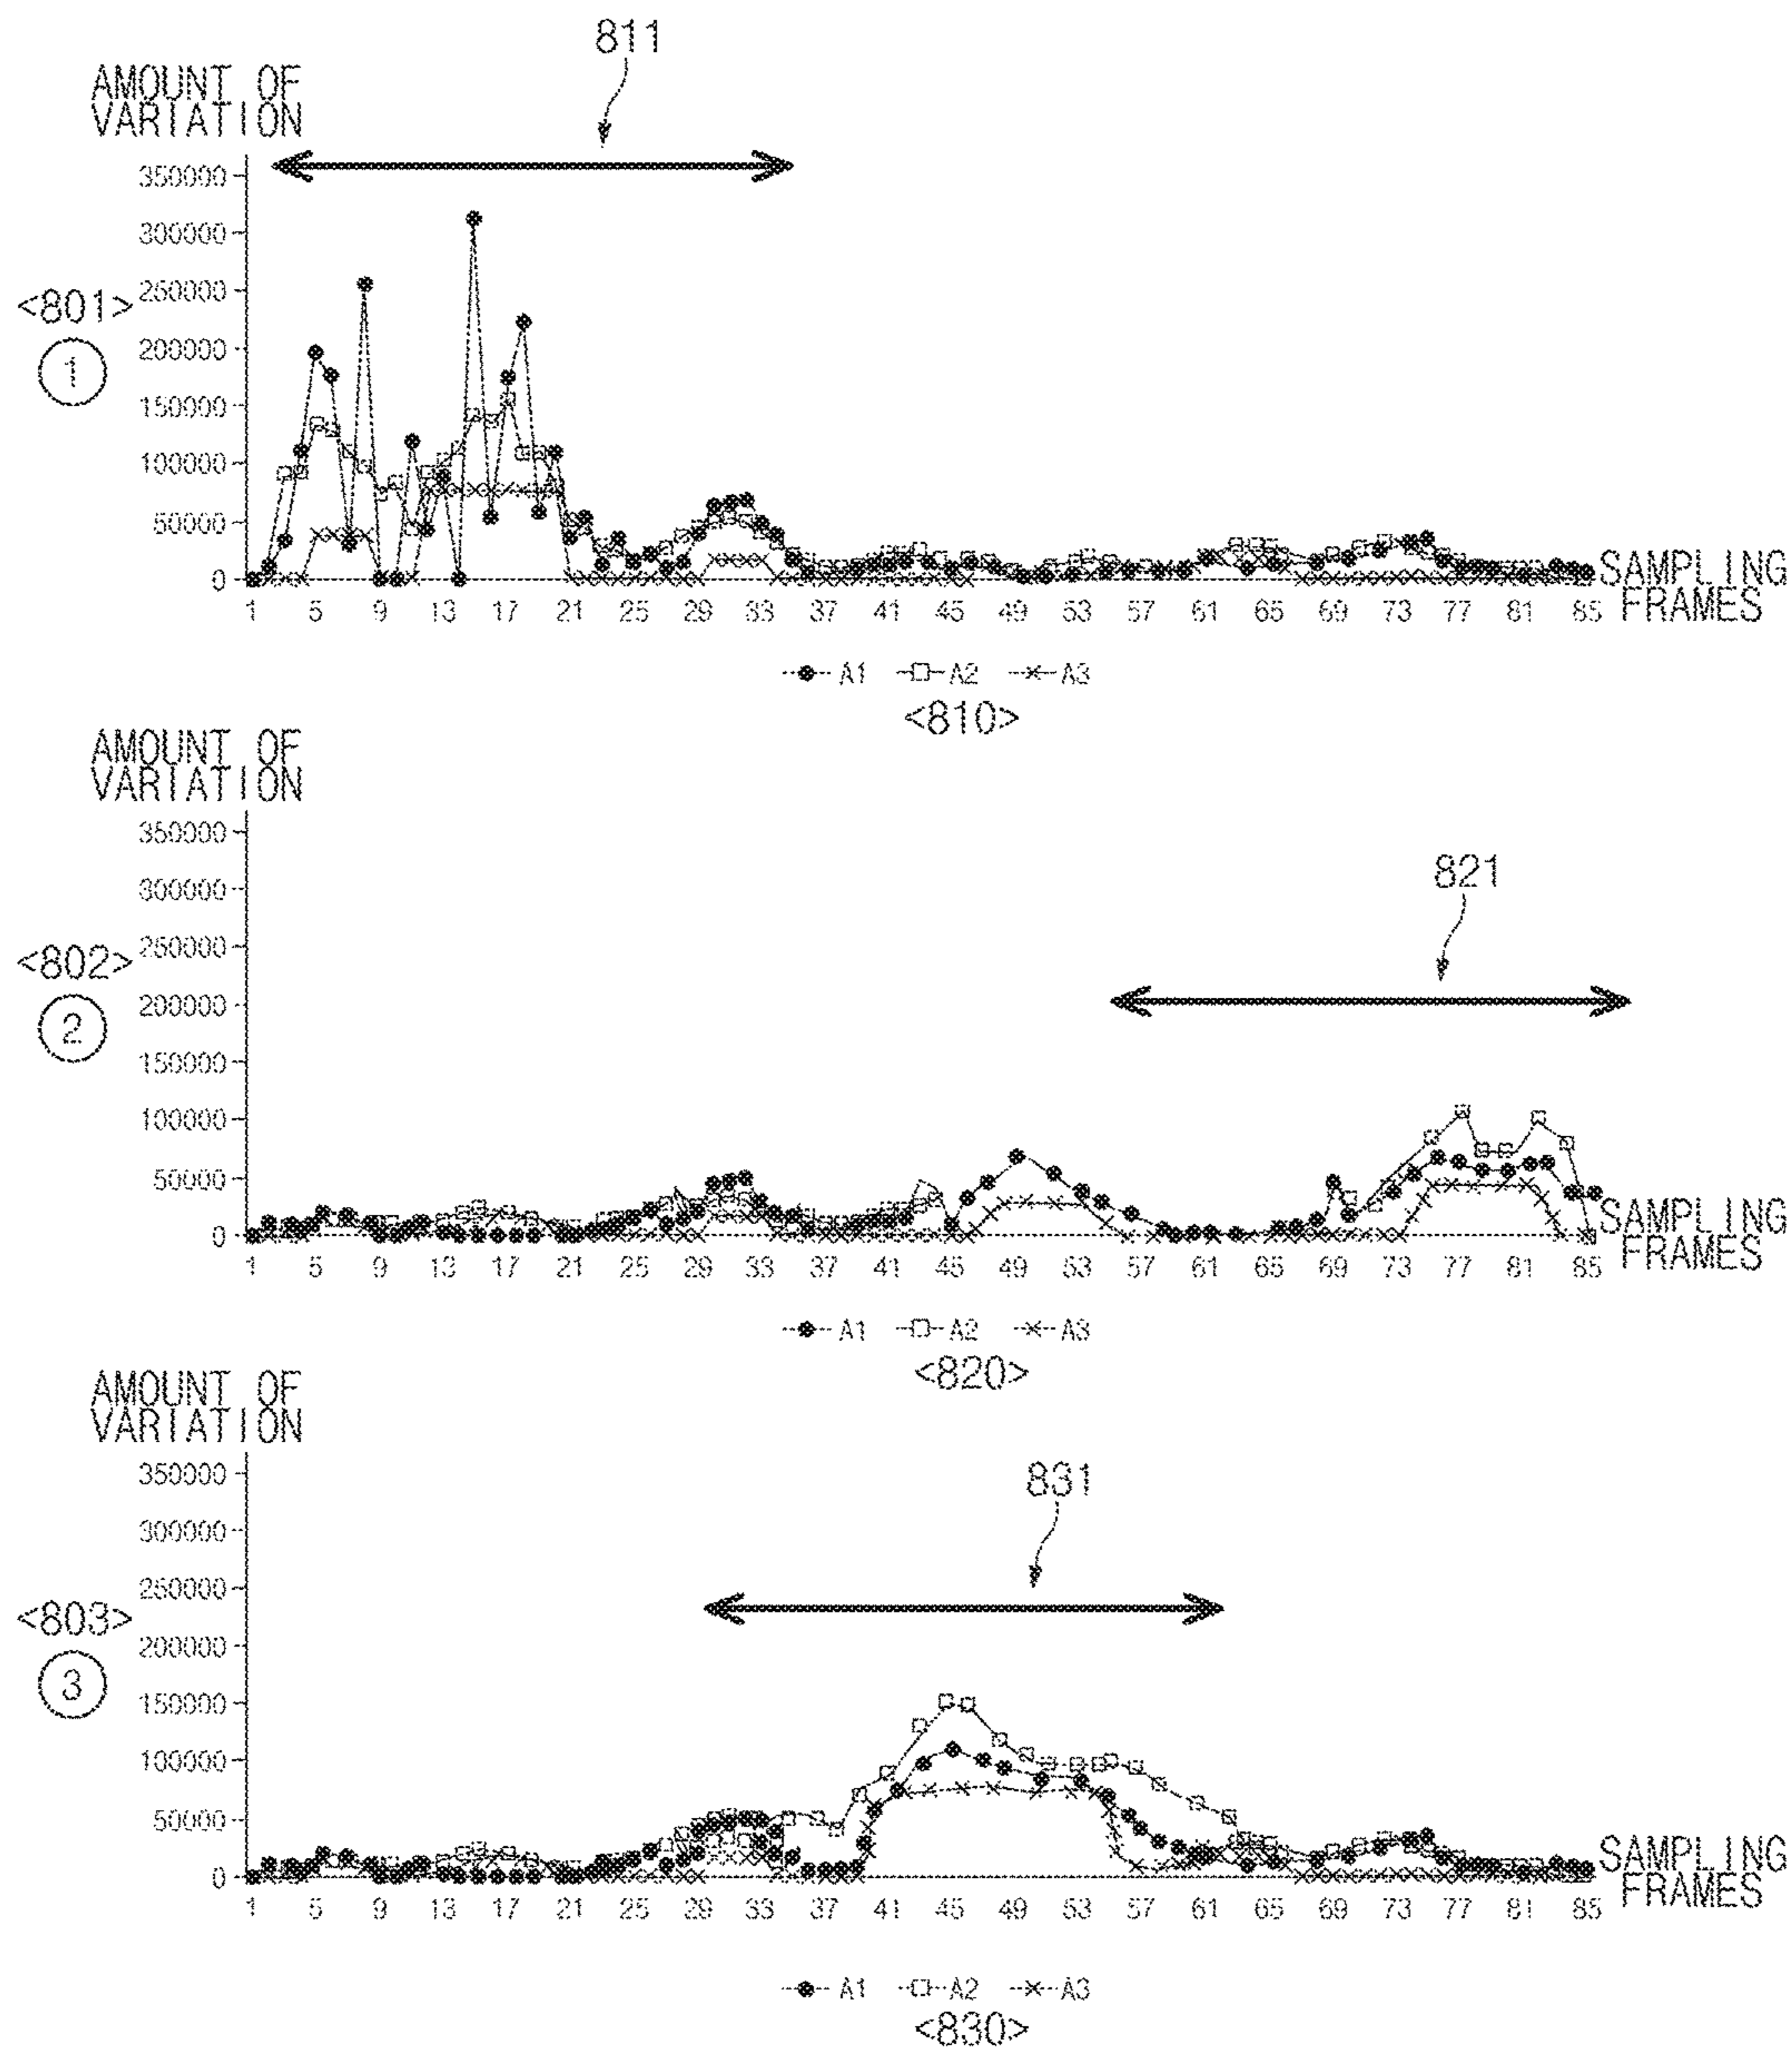 811
AMOUNT OF
VARIATION
350000
300000
<801>
250000
1
200000
150000
100000
50000
0
1 5 9 13 17 21 25 29 33 37 41 45 49 53 57 61 65 69 73 77 81 85
SAMPLING
FRAMES
A1 A2 A3
<810>
AMOUNT OF
VARIATION
350000
300000
821
<802>
250000
2
200000
150000
100000
50000
0
1 5 9 13 17 21 25 29 33 37 41 45 49 53 57 61 65 69 73 77 81 85
SAMPLING
FRAMES
A1 A2 A3
<820>
AMOUNT OF
VARIATION
350000
831
300000
250000
<803>
3
200000
150000
100000
50000
0
1 5 9 13 17 21 25 29 33 37 41 45 49 53 57 61 65 69 73 77 81 85
SAMPLING
FRAMES
A1 A2 A3
<830>